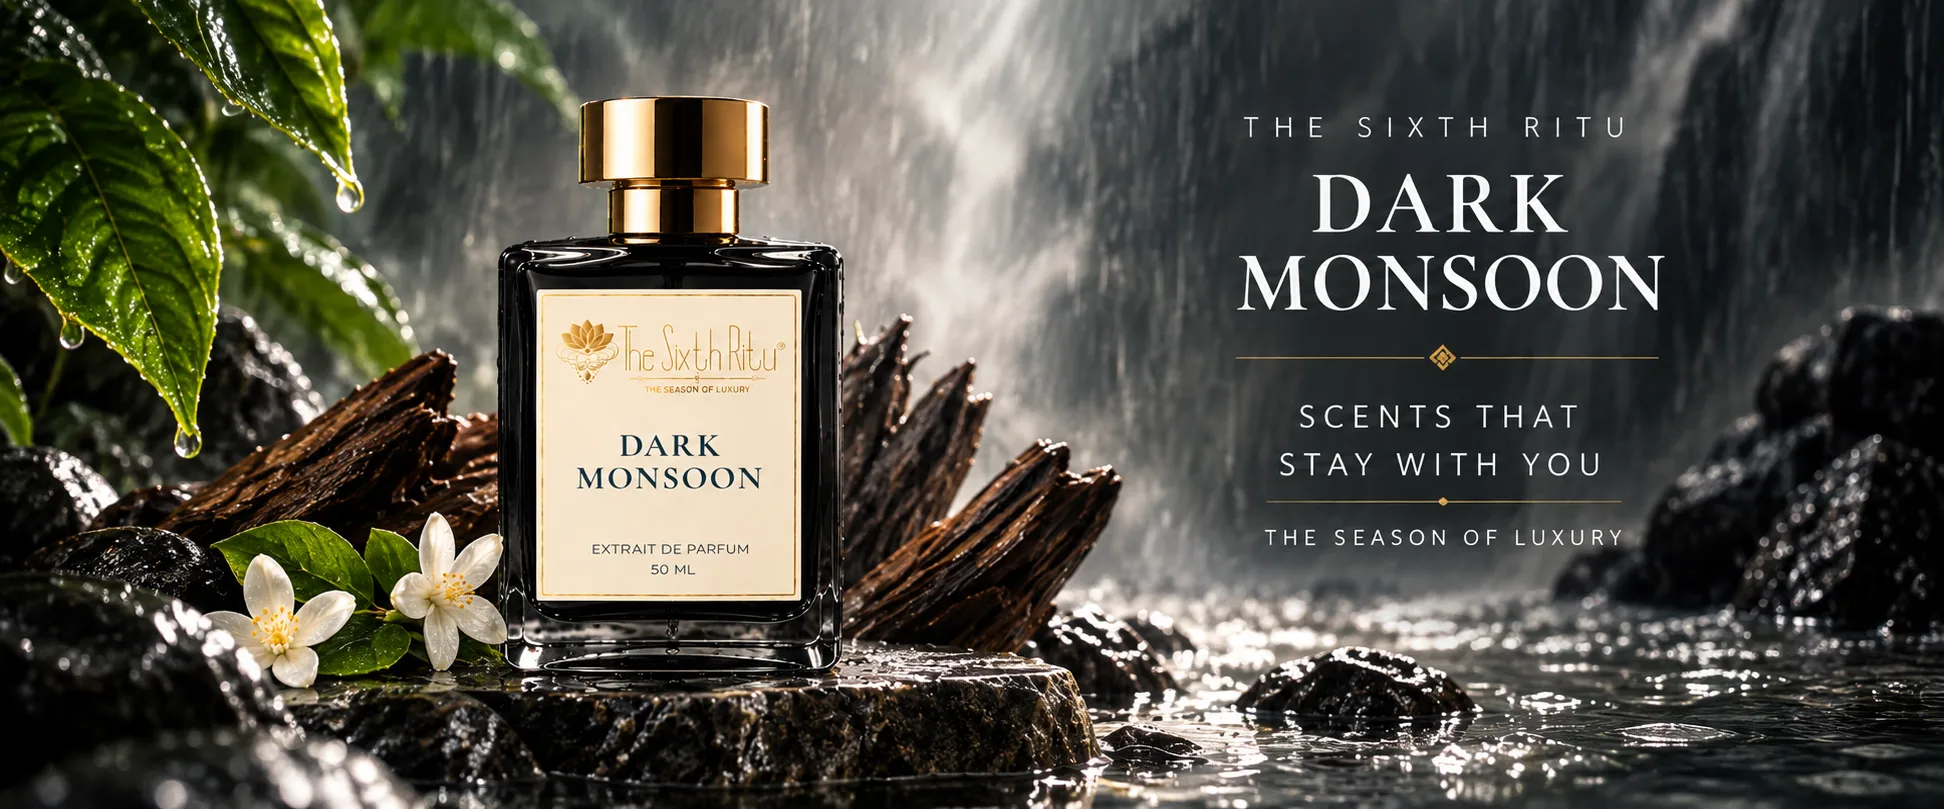 The Sixth Ritu®
THE SEASON OF LUXURY
DARK
MONSOON
EXTRAIT DE PARFUM
50 ML
THE SIXTH RITU
DARK
MONSOON
SCENTS THAT
STAY WITH YOU
THE SEASON OF LUXURY